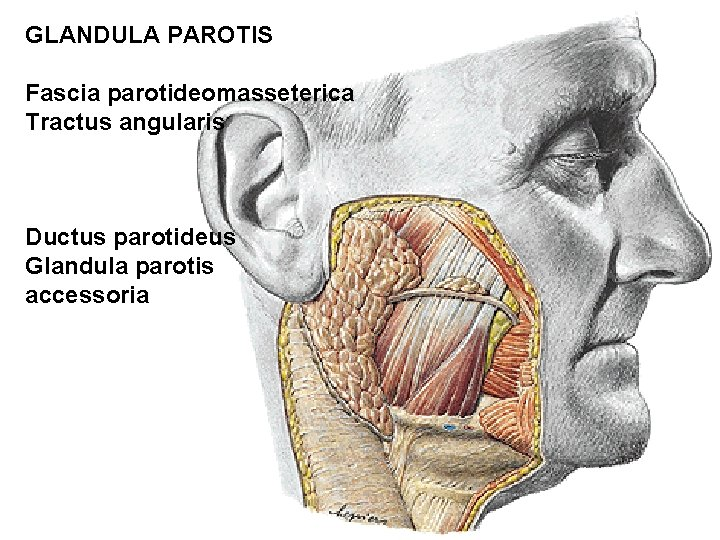 GLANDULA PAROTIS
Fascia parotideomasseterica
Tractus angularis
Ductus parotideus
Glandula parotis
accessoria